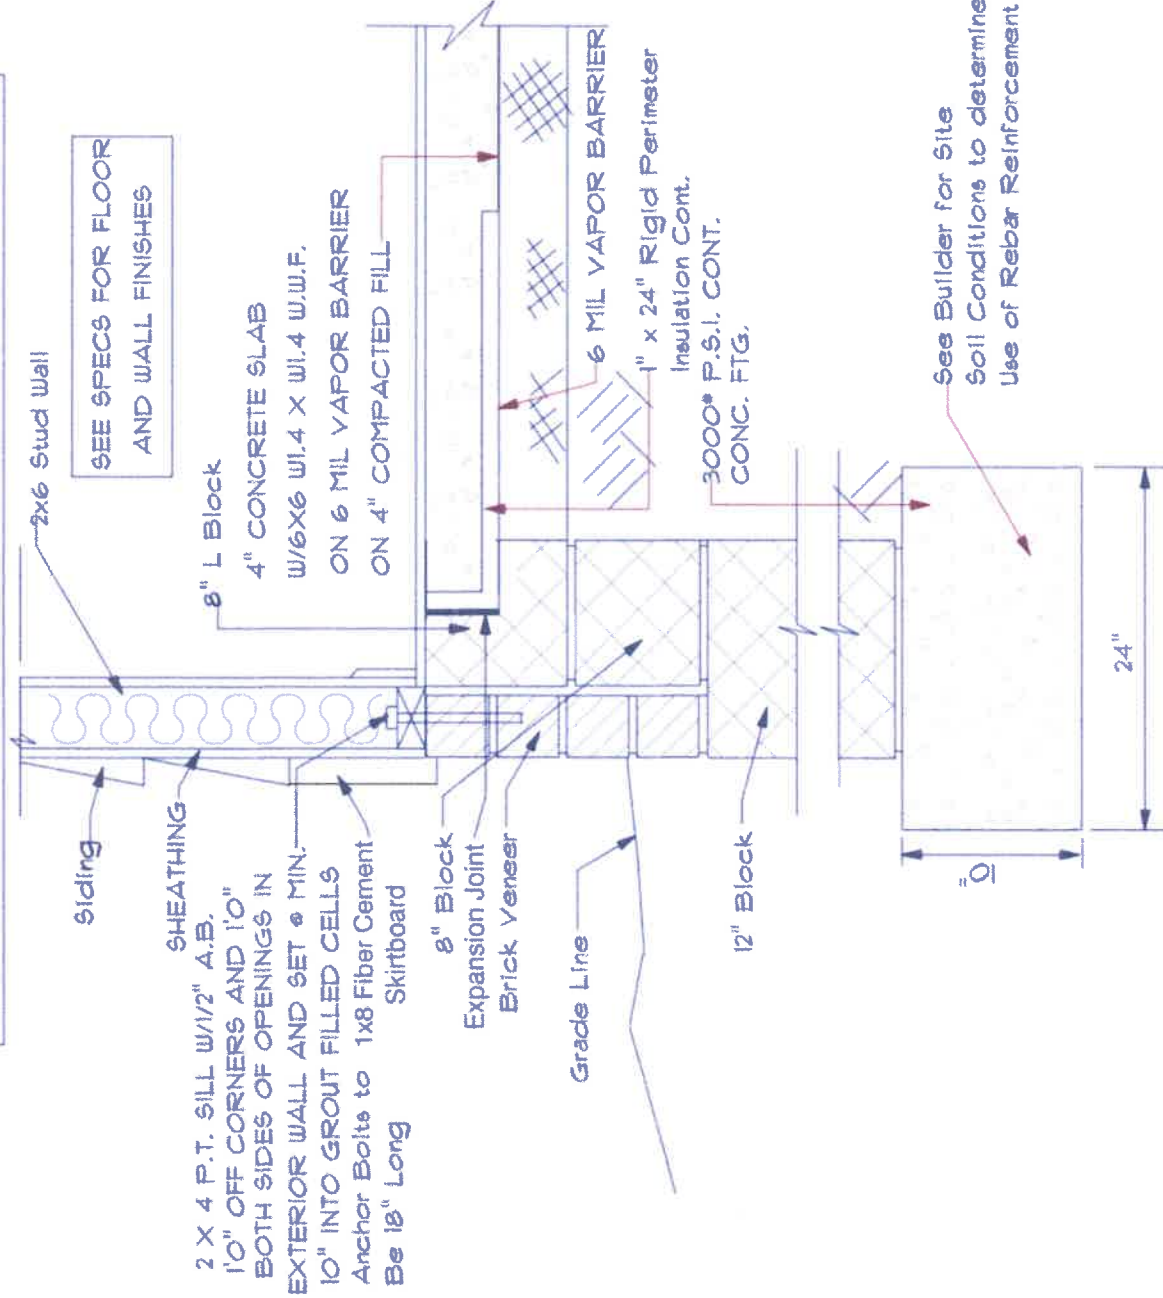 2x6 Stud Wall
SEE SPECS FOR FLOOR
AND WALL FINISHES
Siding
SHEATHING
2 X 4 P.T. SILL W/1/2" A.B.
1'0" OFF CORNERS AND 1'0"
BOTH SIDES OF OPENINGS IN
EXTERIOR WALL AND SET @ MIN.
10" INTO GROUT FILLED CELLS
Anchor Bolts to
Be 18" Long
1x8 Fiber Cement
Skirtboard
8" L Block
4" CONCRETE SLAB
W/6X6 W1.4 X W1.4 W.W.F.
ON 6 MIL VAPOR BARRIER
ON 4" COMPACTED FILL
8" Block
Expansion Joint
Brick Veneer
Grade Line
12" Block
6 MIL VAPOR BARRIER
1" x 24" Rigid Perimeter
Insulation Cont.
3000# P.S.I. CONT.
CONC. FTG.
See Builder for Site
Soil Conditions to determine
Use of Rebar Reinforcement
10"
24"